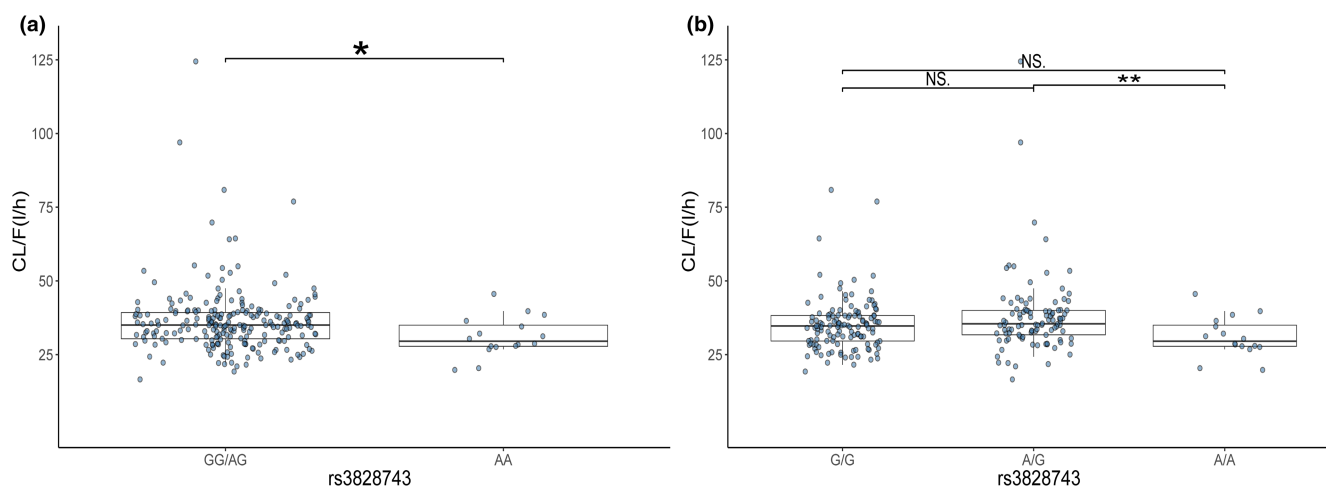 (a)
*
125
100
75
50
25
CL/F(l/h)
GG/AG AA
rs3828743
(b)
NS.
NS. **
125
100
75
50
25
CL/F(l/h)
G/G A/G A/A
rs3828743